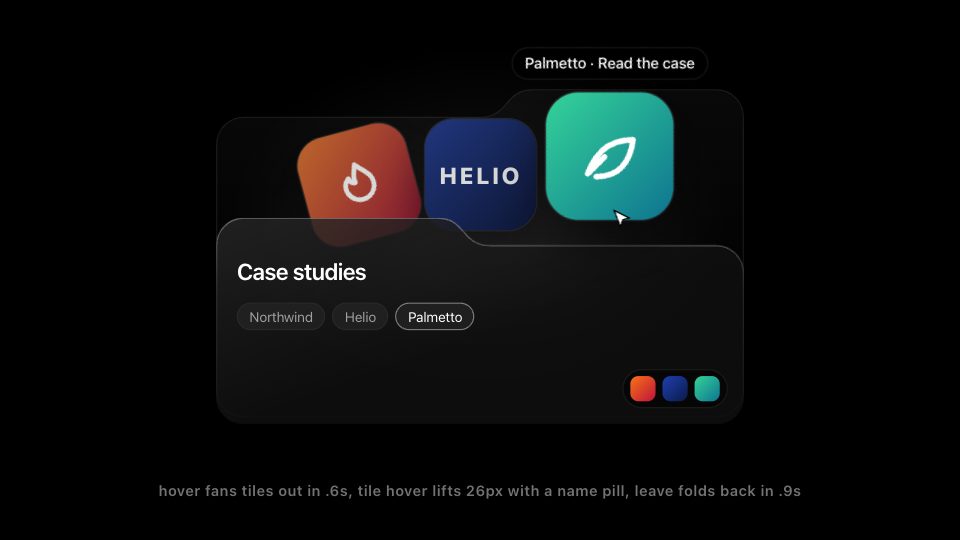 Palmetto · Read the case
HELIO
Case studies
Northwind
Helio
Palmetto
hover fans tiles out in .6s, tile hover lifts 26px with a name pill, leave folds back in .9s